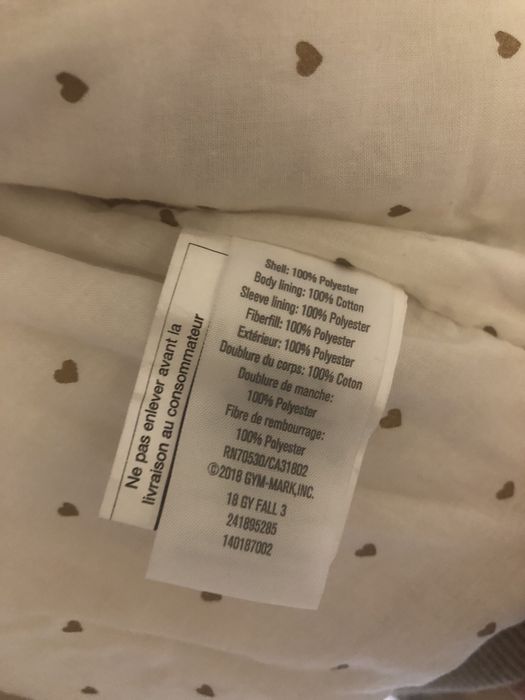 Shell: 100% Polyester
Body lining: 100% Cotton
Sleeve lining: 100% Polyester
Fiberfill: 100% Polyester
Extérieur: 100% Polyester
Doublure du corps: 100% Coton
Doublure de manche:
100% Polyester
Fibre de rembourrage:
100% Polyester
RN70530/CA31802
©2018 GYM-MARK,INC.
18 GY FALL 3
241895285
140187002
Ne pas enlever avant la
livraison au consommateur